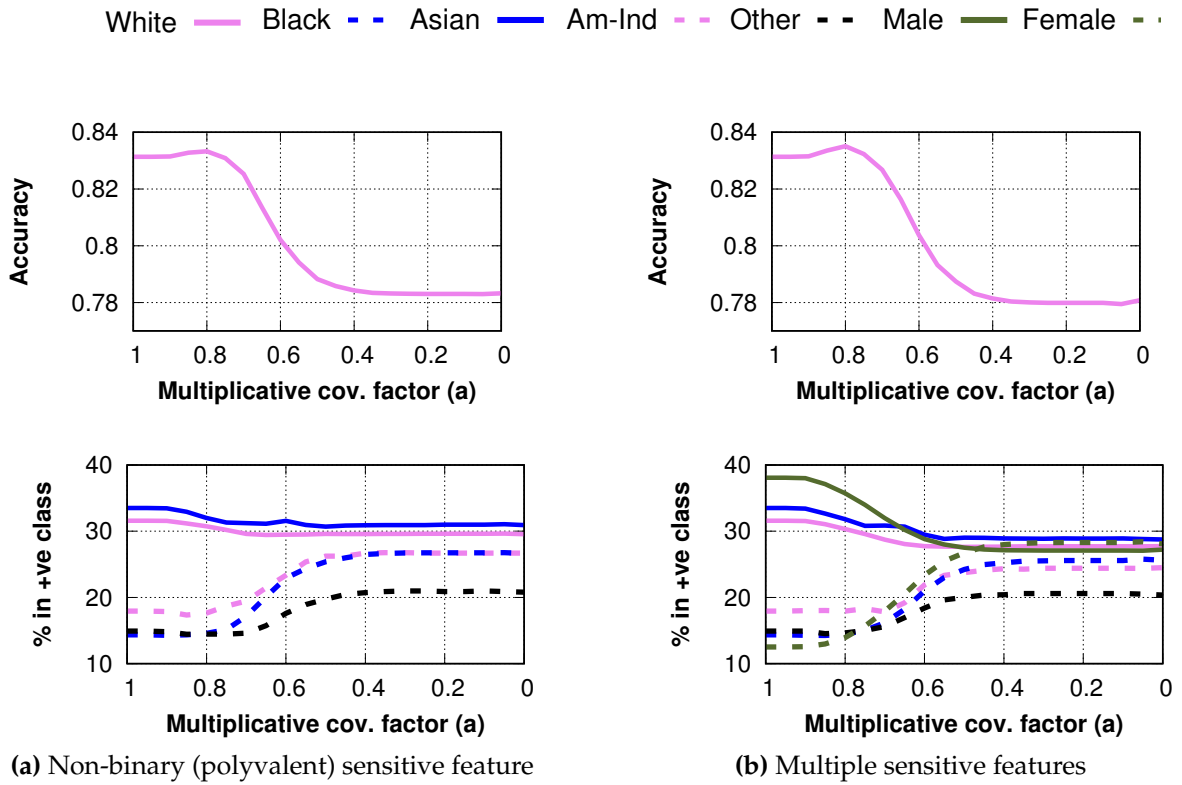 White Black Asian Am-Ind Other Male Female
0.84
0.82
0.8
0.78
Accuracy
1 0.8 0.6 0.4 0.2 0
Multiplicative cov. factor (a)
0.84
0.82
0.8
0.78
Accuracy
1 0.8 0.6 0.4 0.2 0
Multiplicative cov. factor (a)
40
30
20
10
% in +ve class
1 0.8 0.6 0.4 0.2 0
Multiplicative cov. factor (a)
(a) Non-binary (polyvalent) sensitive feature
40
30
20
10
% in +ve class
1 0.8 0.6 0.4 0.2 0
Multiplicative cov. factor (a)
(b) Multiple sensitive features